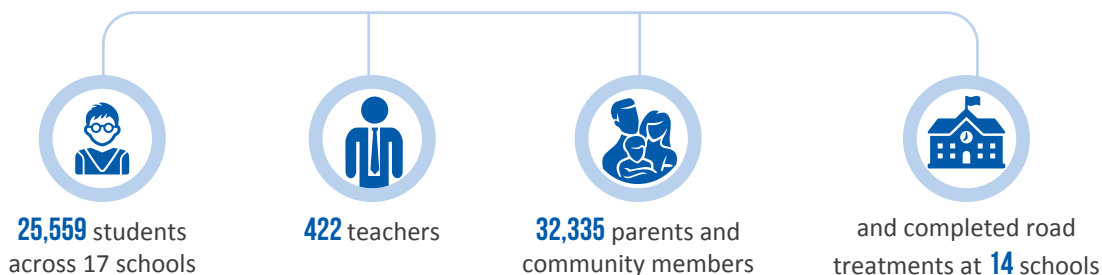 25,559 students
across 17 schools
422 teachers
32,335 parents and
community members
and completed road
treatments at 14 schools